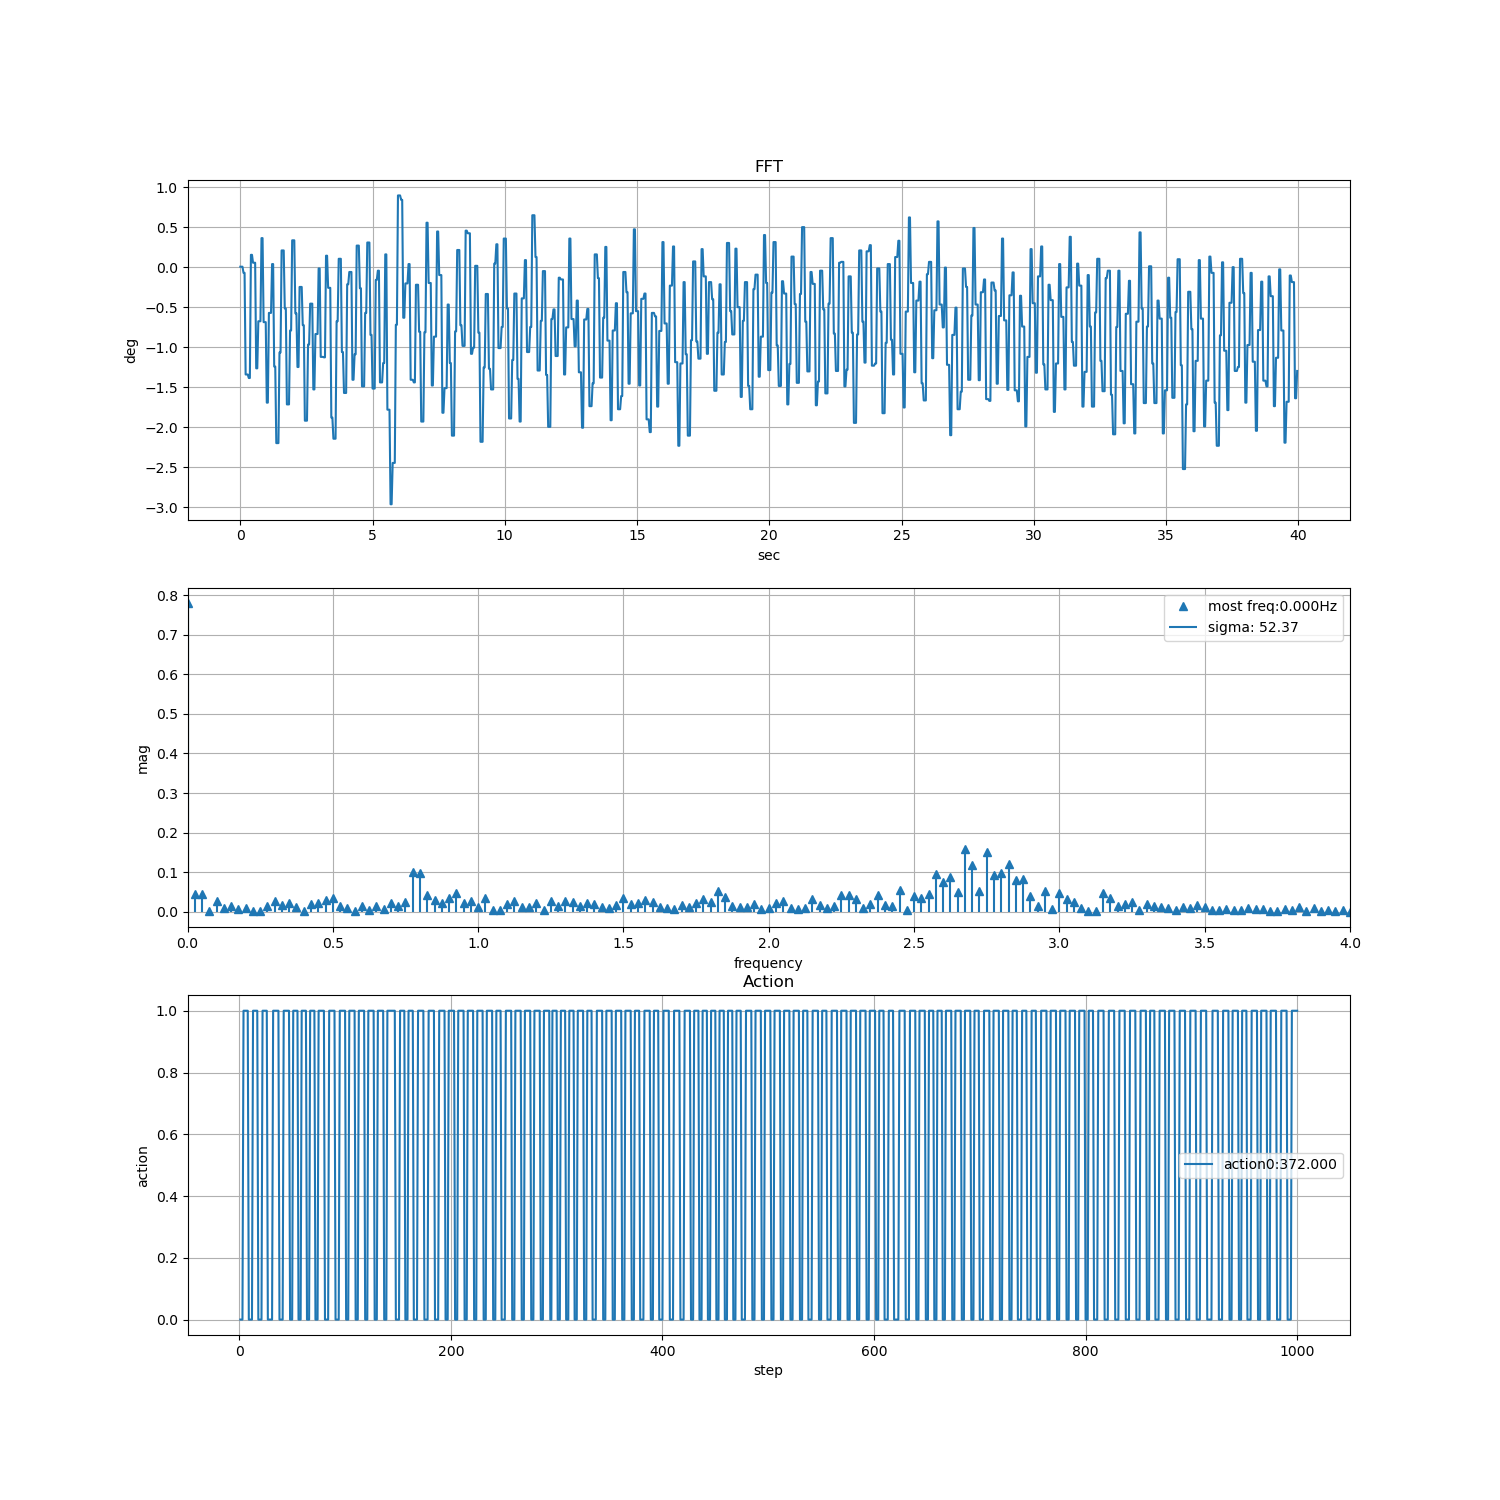 FFT
1.0
0.5
0.0
−0.5
−1.0
−1.5
−2.0
−2.5
−3.0
deg
0 5 10 15 20 25 30 35 40
sec
0.8
0.7
0.6
0.5
0.4
0.3
0.2
0.1
0.0
mag
most freq:0.000Hz
sigma: 52.37
0.0 0.5 1.0 1.5 2.0 2.5 3.0 3.5 4.0
frequency
Action
1.0
0.8
0.6
0.4
0.2
0.0
action
action0:372.000
0 200 400 600 800 1000
step